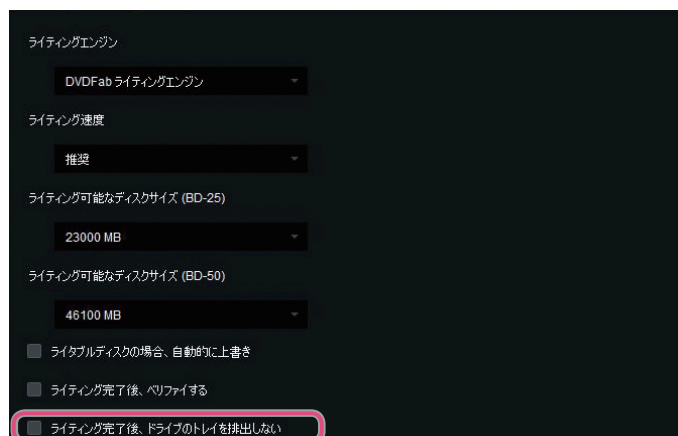 ライティングエンジン
DVDFab ライティングエンジン
ライティング速度
推奨
ライティング可能なディスクサイズ (BD-25)
23000 MB
ライティング可能なディスクサイズ (BD-50)
46100 MB
ライタブルディスクの場合、自動的に上書き
ライティング完了後、ベリファイする
ライティング完了後、ドライブのトレイを排出しない